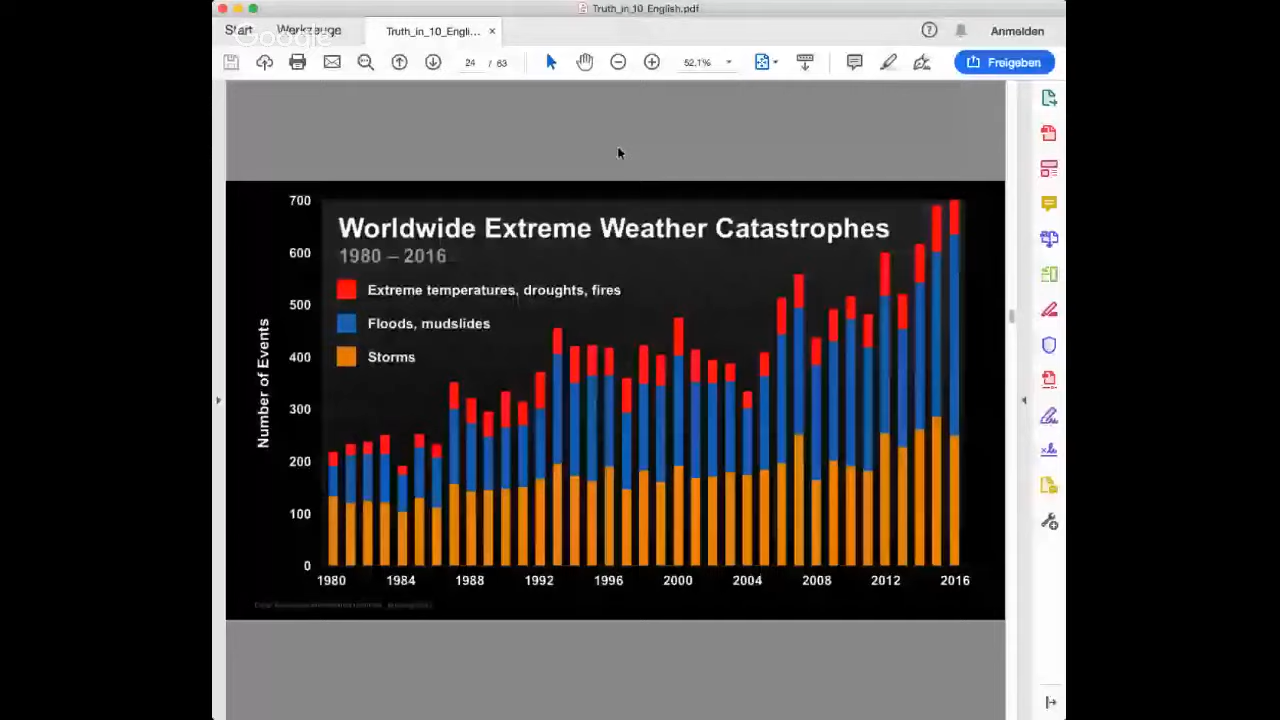 Truth_in_10_English.pdf
Start
Werkzeuge
Truth_in_10_Engli... ×
Anmelden
Google
24 / 63
52,1%
Freigeben
Worldwide Extreme Weather Catastrophes
1980 – 2016
Extreme temperatures, droughts, fires
Floods, mudslides
Storms
Number of Events
700
600
500
400
300
200
100
0
1980 1984 1988 1992 1996 2000 2004 2008 2012 2016